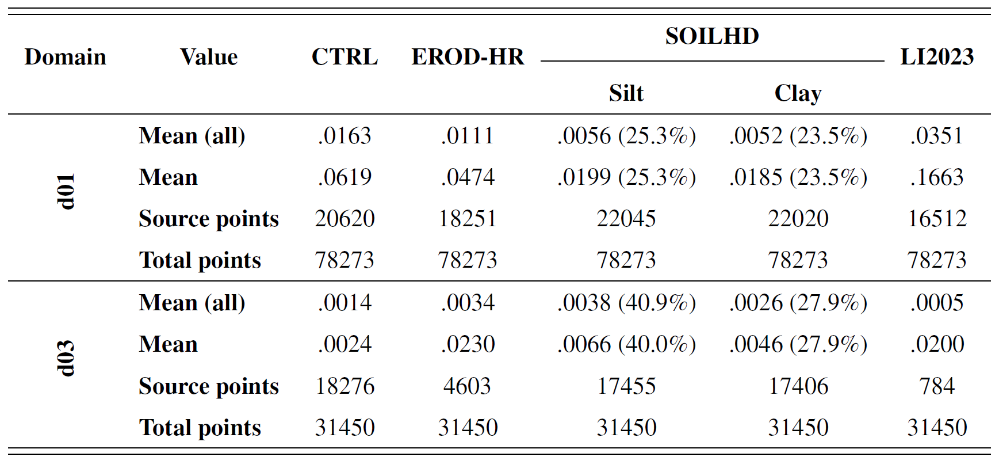 SOILHD
Domain Value CTRL EROD-HR LI2023
Silt Clay
d01
Mean (all) .0163 .0111 .0056 (25.3%) .0052 (23.5%) .0351
Mean .0619 .0474 .0199 (25.3%) .0185 (23.5%) .1663
Source points 20620 18251 22045 22020 16512
Total points 78273 78273 78273 78273 78273
d03
Mean (all) .0014 .0034 .0038 (40.9%) .0026 (27.9%) .0005
Mean .0024 .0230 .0066 (40.0%) .0046 (27.9%) .0200
Source points 18276 4603 17455 17406 784
Total points 31450 31450 31450 31450 31450